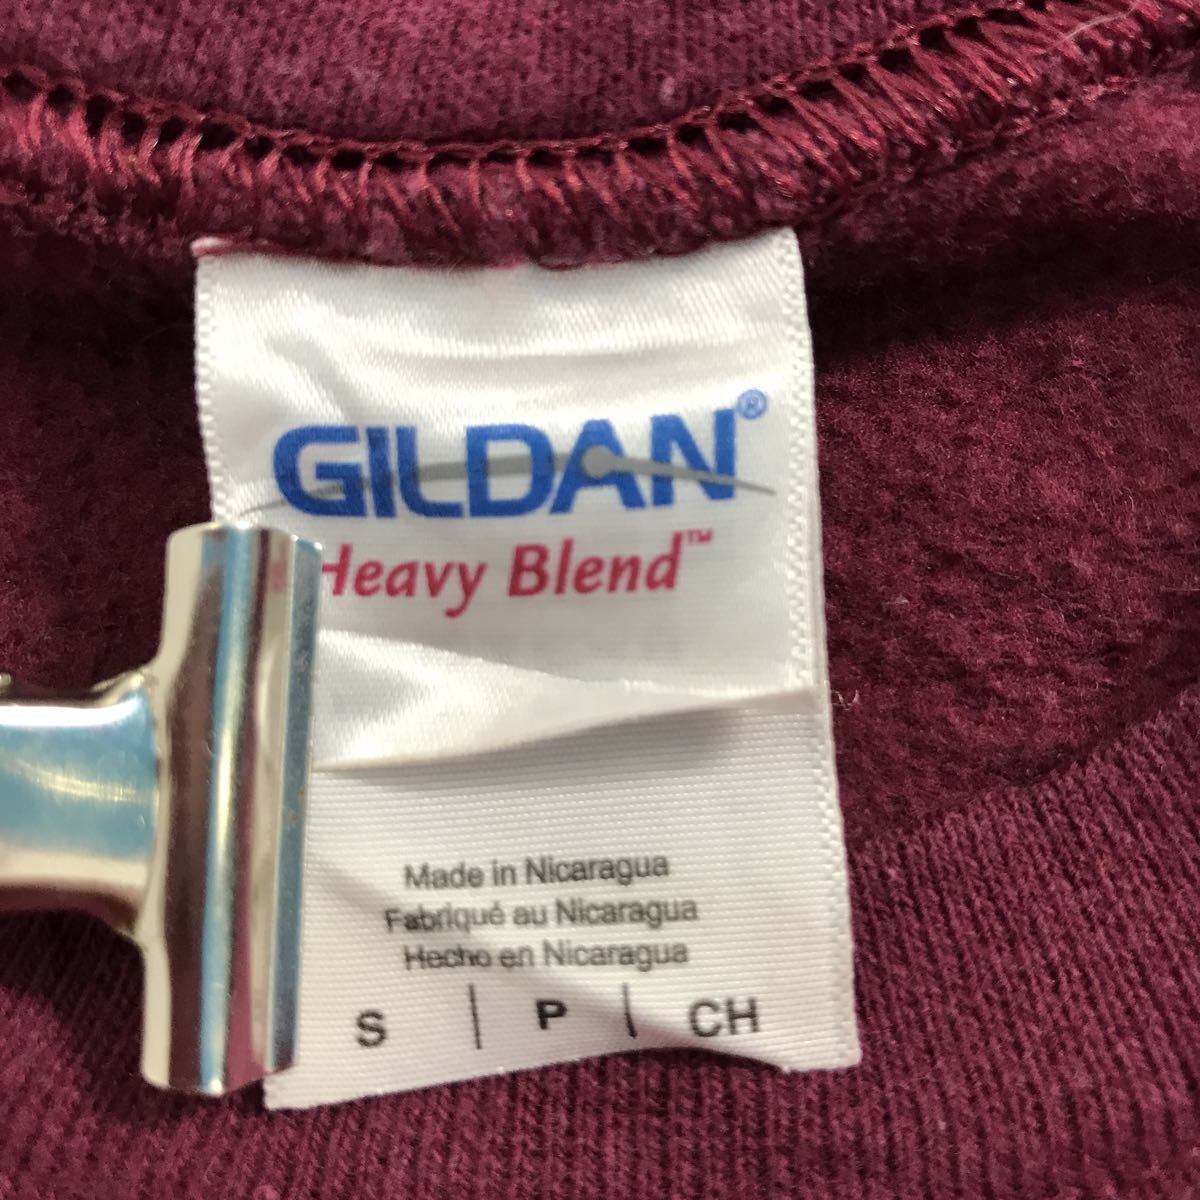 GILDAN®
Heavy Blend™
Made in Nicaragua
Fabriqué au Nicaragua
Hecho en Nicaragua
S | P | CH